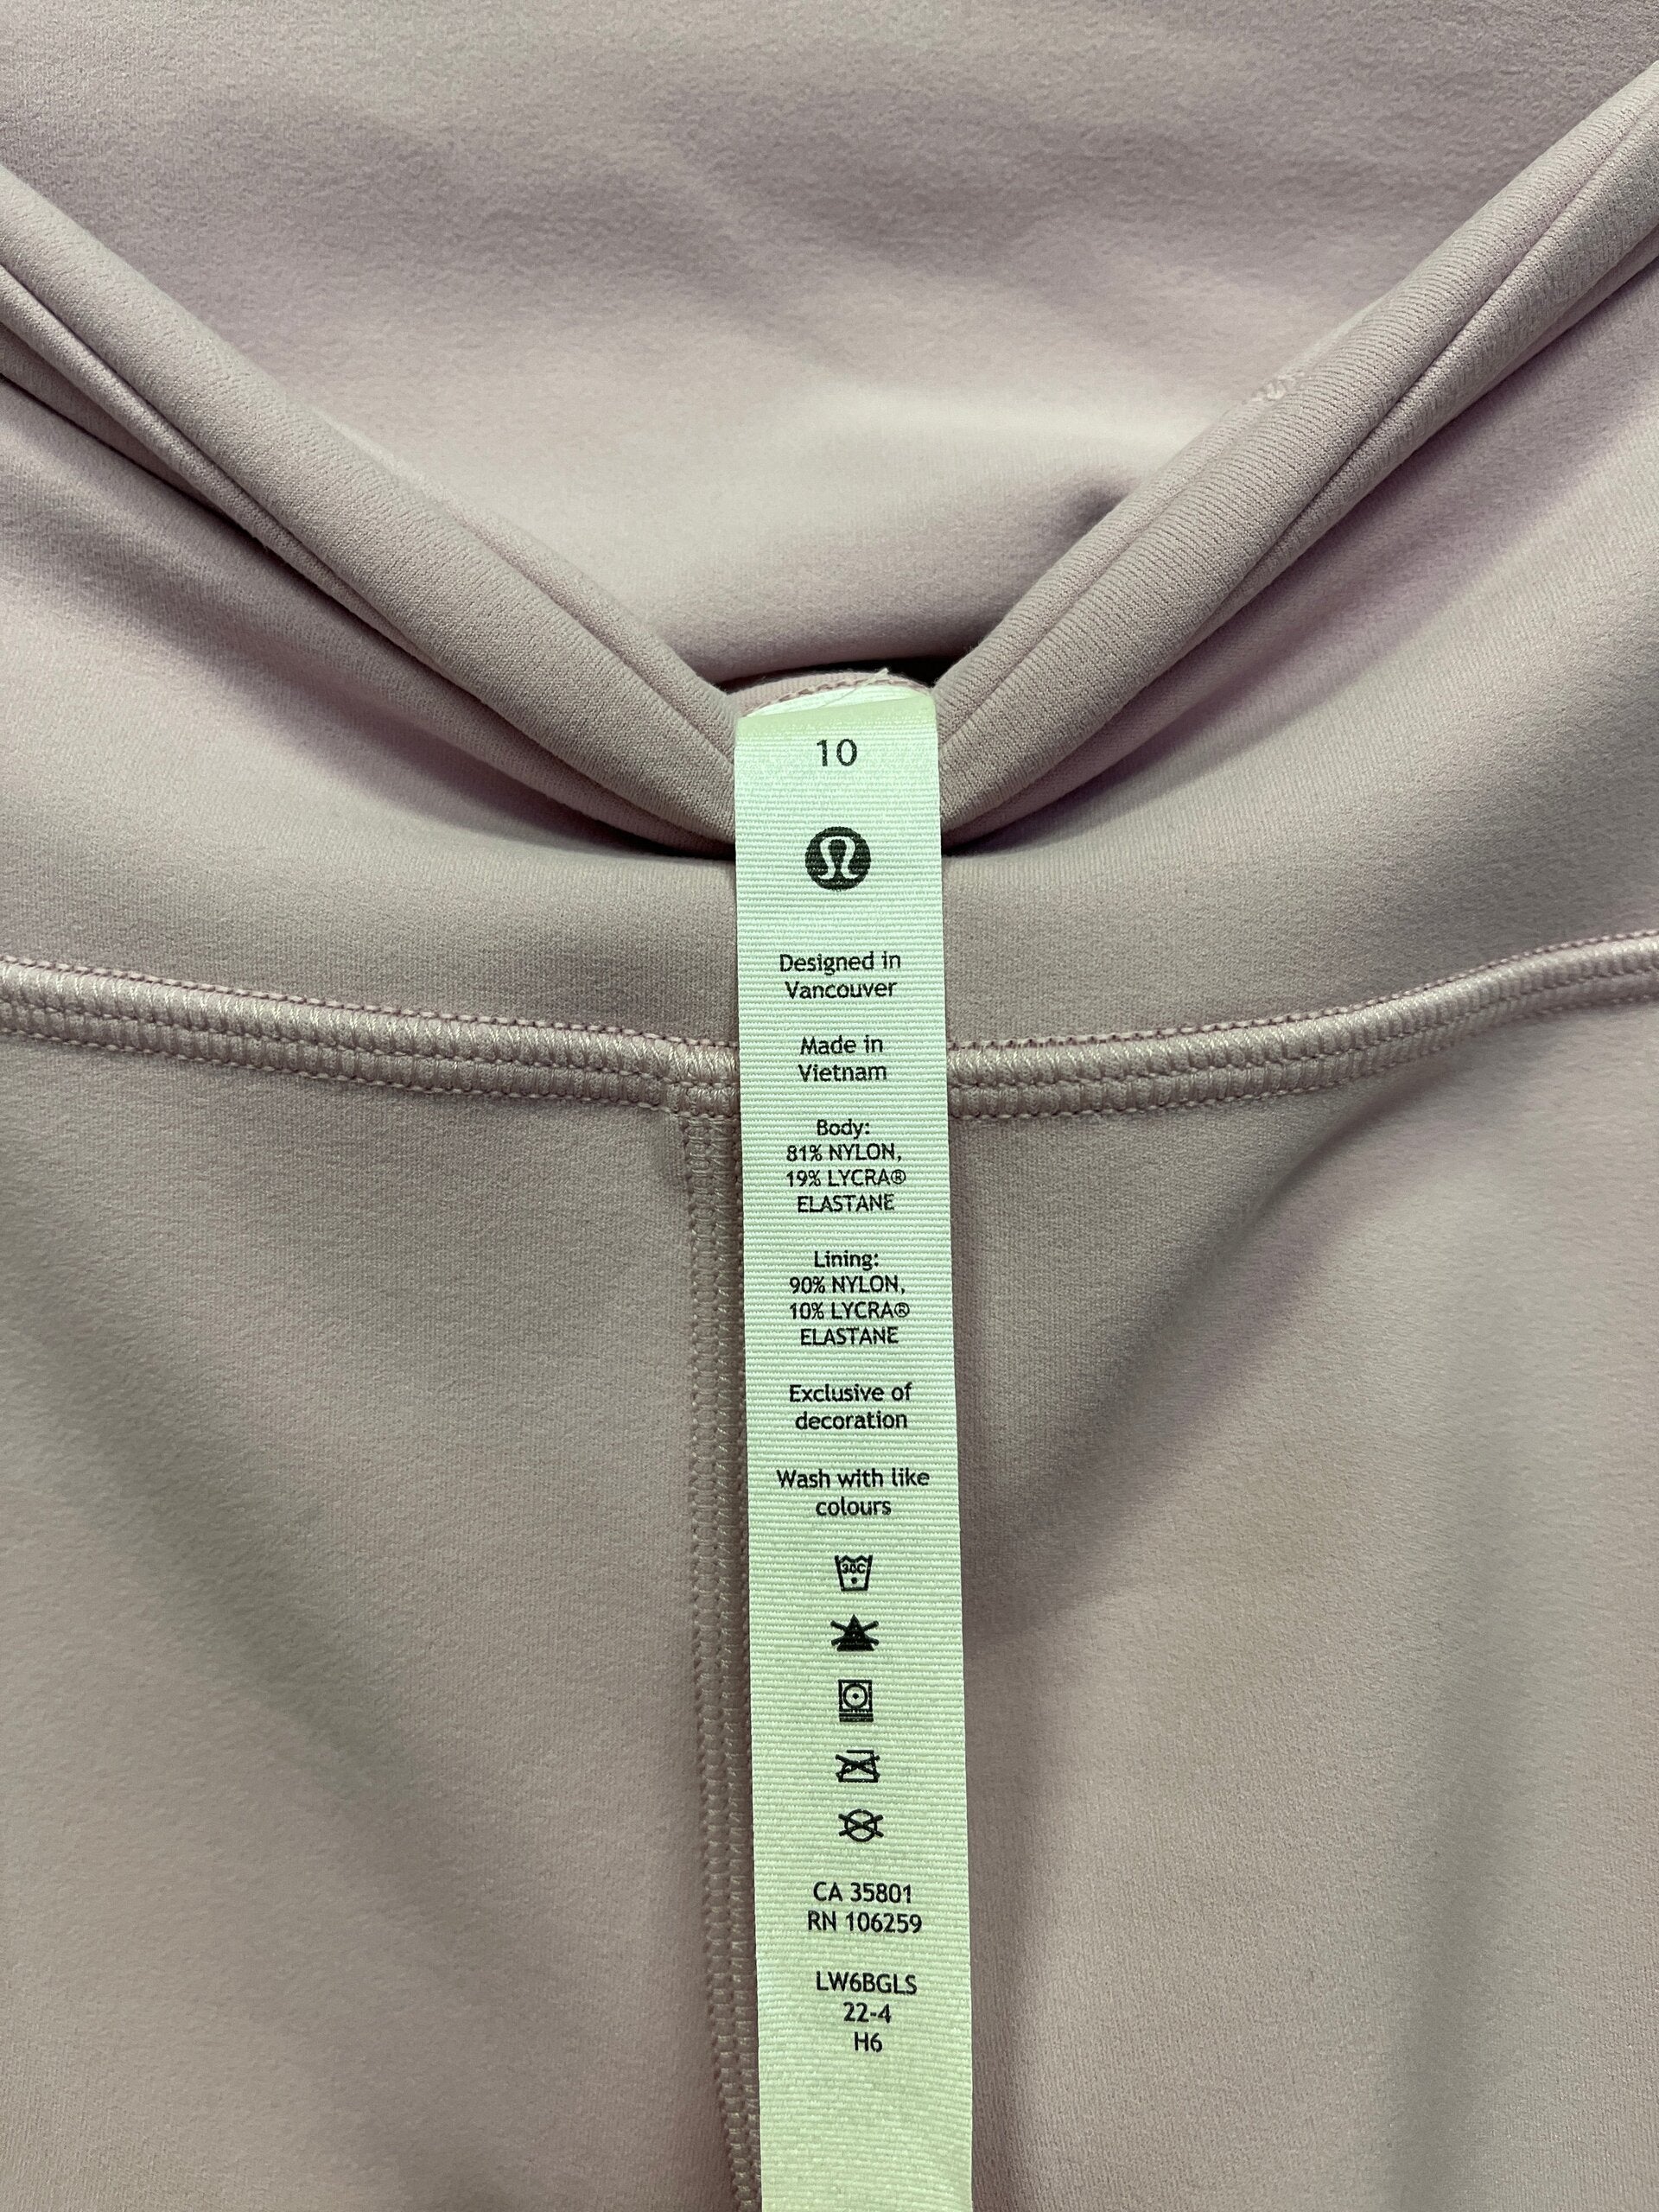 10
Designed in
Vancouver
Made in
Vietnam
Body:
81% NYLON,
19% LYCRA®
ELASTANE
Lining:
90% NYLON,
10% LYCRA®
ELASTANE
Exclusive of
decoration
Wash with like
colours
30C
CA 35801
RN 106259
LW6BGLS
22-4
H6